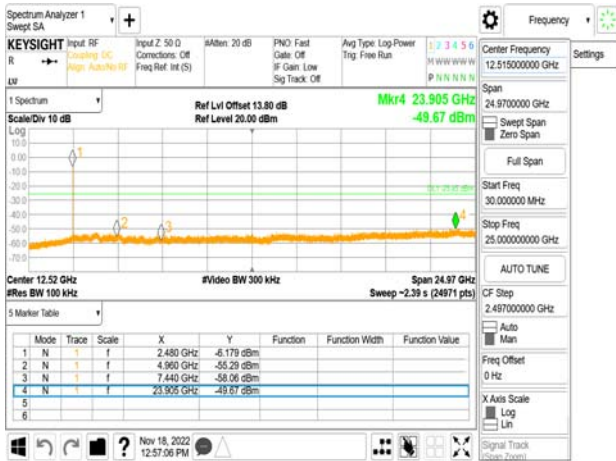 Spectrum Analyzer 1
Swept SA
Frequency
KEYSIGHT
Input: RF
Coupling: DC
Align: Auto/No RF
Input Z: 50 Ω
Corrections: Off
Freq Ref: Int (S)
#Atten: 20 dB
PNO: Fast
Gate: Off
IF Gain: Low
Sig Track: Off
Avg Type: Log-Power
Trig: Free Run
1 2 3 4 5 6
M W W W W W
P N N N N N
R
LXI
1 Spectrum
Scale/Div 10 dB
Ref Lvl Offset 13.80 dB
Ref Level 20.00 dBm
Mkr4 23.905 GHz
-49.67 dBm
Log
10.0
0.00
-10.0
-20.0
-30.0
-40.0
-50.0
-60.0
-70.0
1
2
3
4
Center 12.52 GHz
#Res BW 100 kHz
#Video BW 300 kHz
Span 24.97 GHz
Sweep ~2.39 s (24971 pts)
5 Marker Table
Mode Trace Scale X Y Function Function Width Function Value
1 N 1 f 2.480 GHz -6.179 dBm
2 N 1 f 4.960 GHz -55.29 dBm
3 N 1 f 7.440 GHz -58.06 dBm
4 N 1 f 23.905 GHz -49.67 dBm
5
6
Nov 18, 2022
12:57:06 PM
Center Frequency
12.515000000 GHz
Settings
Span
24.9700000 GHz
Swept Span
Zero Span
Full Span
Start Freq
30.000000 MHz
Stop Freq
25.000000000 GHz
AUTO TUNE
CF Step
2.497000000 GHz
Auto
Man
Freq Offset
0 Hz
X Axis Scale
Log
Lin
Signal Track
(Span Zoom)